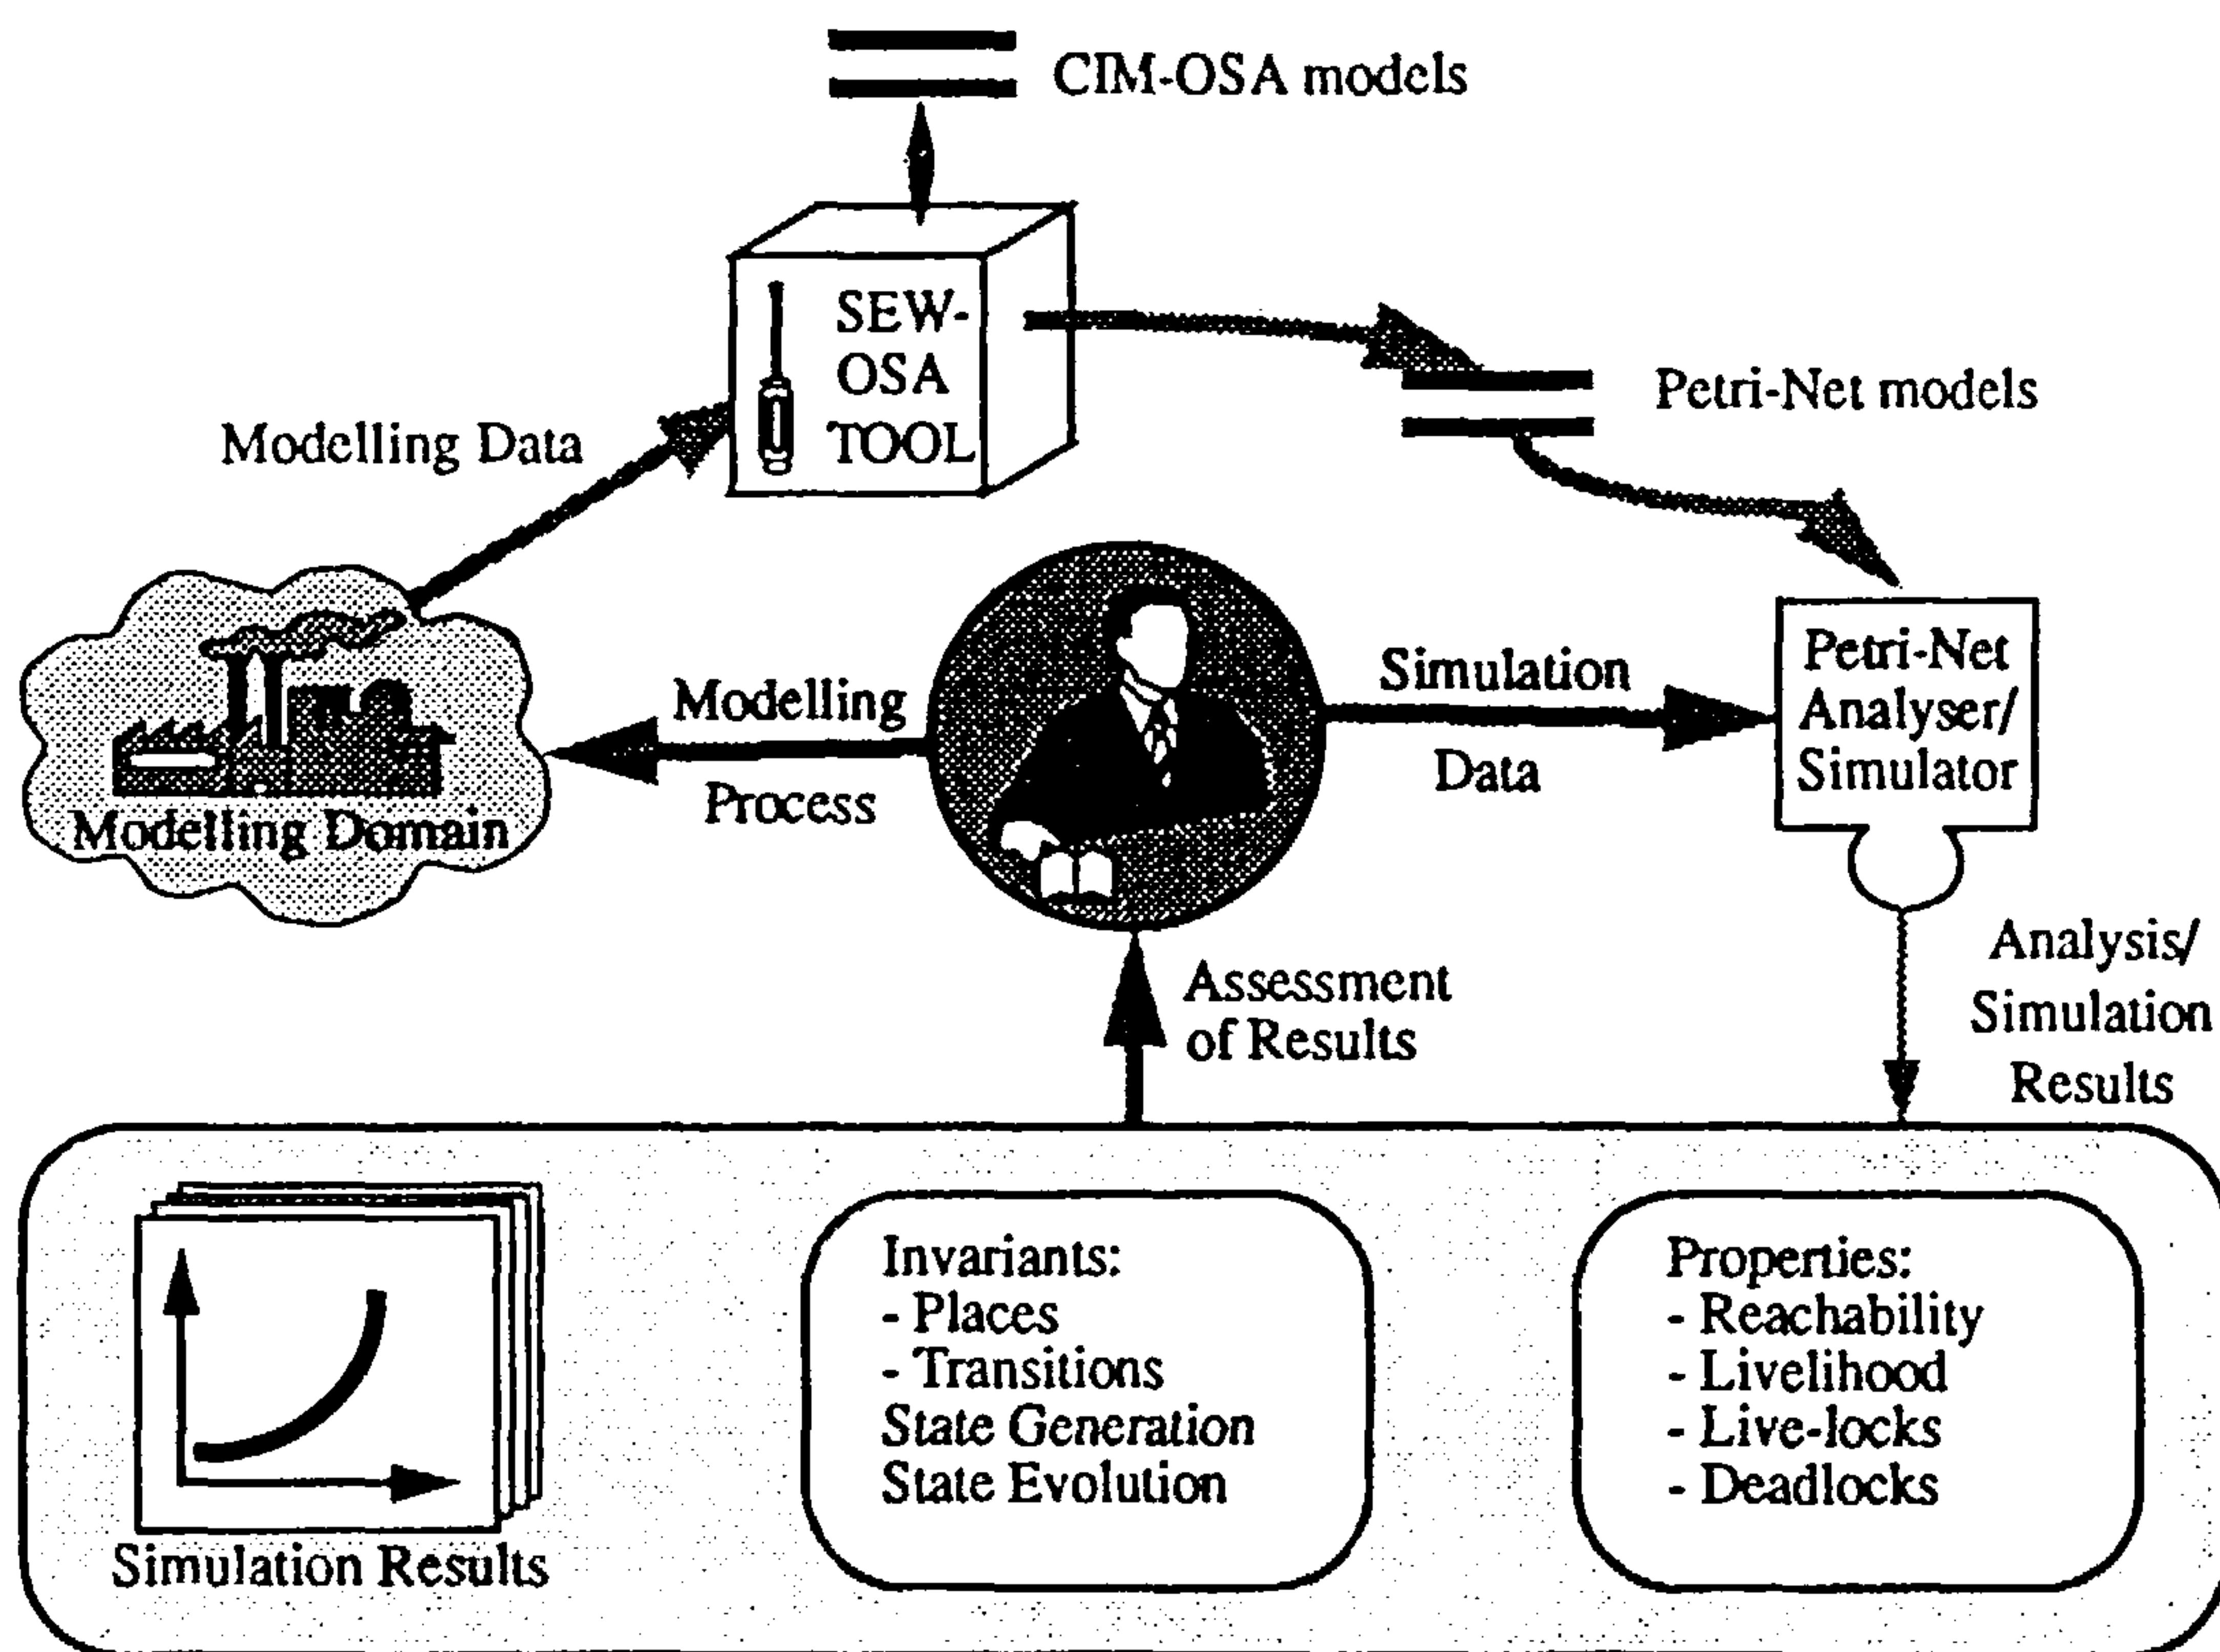 CIM-OSA models
SEW-
OSA
TOOL
Petri-Net models
Modelling Data
Modelling Domain
Modelling
Process
Simulation
Data
Petri-Net
Analyser/
Simulator
Assessment
of Results
Analysis/
Simulation
Results
Simulation Results
Invariants:
- Places
- Transitions
State Generation
State Evolution
Properties:
- Reachability
- Livelihood
- Live-locks
- Deadlocks